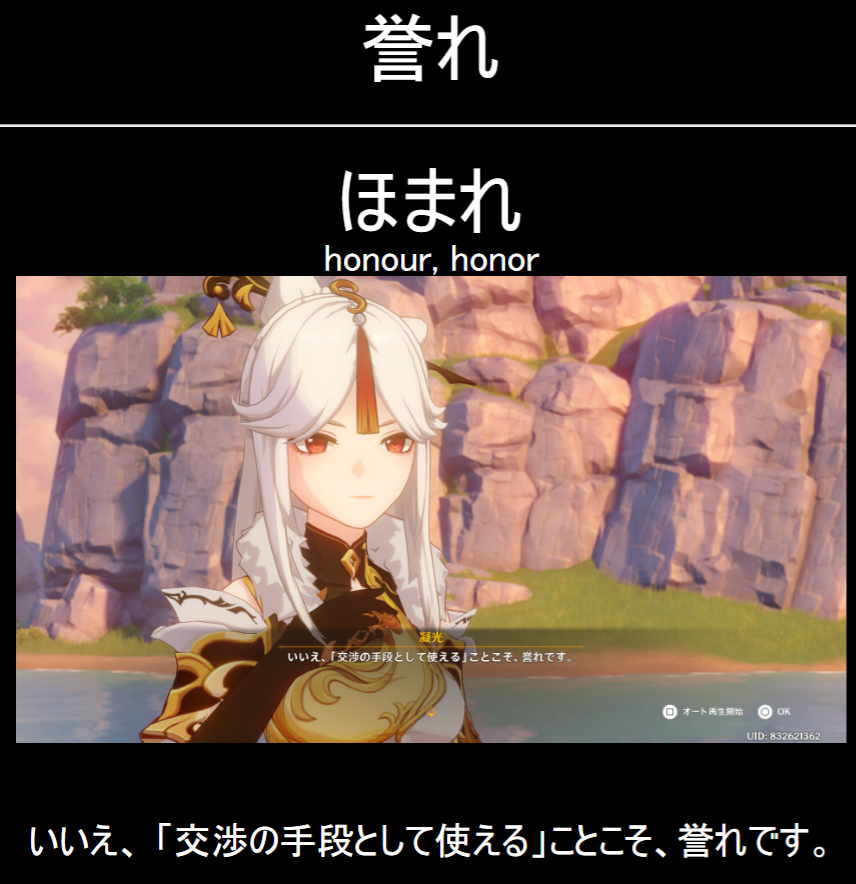 誉れ
ほまれ
honour, honor
凝光
いいえ、「交渉の手段として使える」ことこそ、誉れです。
オート再生開始
OK
UID: 832621362
いいえ、「交渉の手段として使える」ことこそ、誉れです。